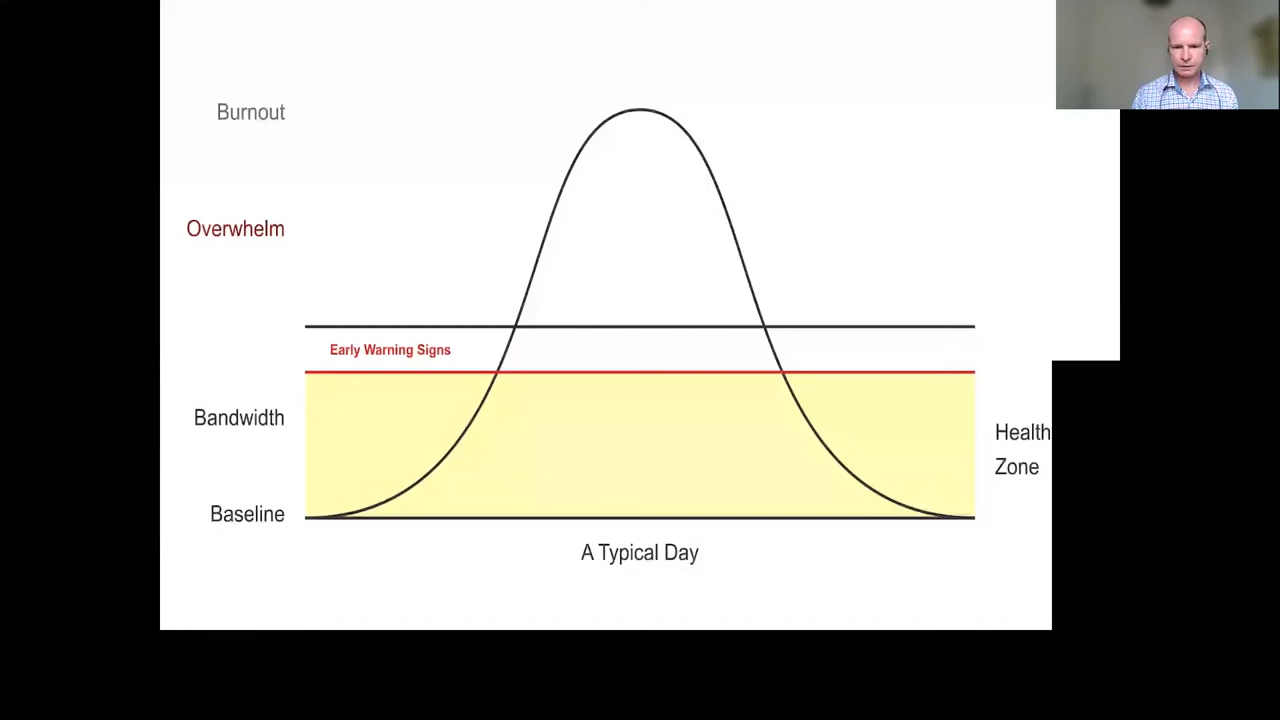 Burnout
Overwhelm
Early Warning Signs
Bandwidth
Health
Zone
Baseline
A Typical Day